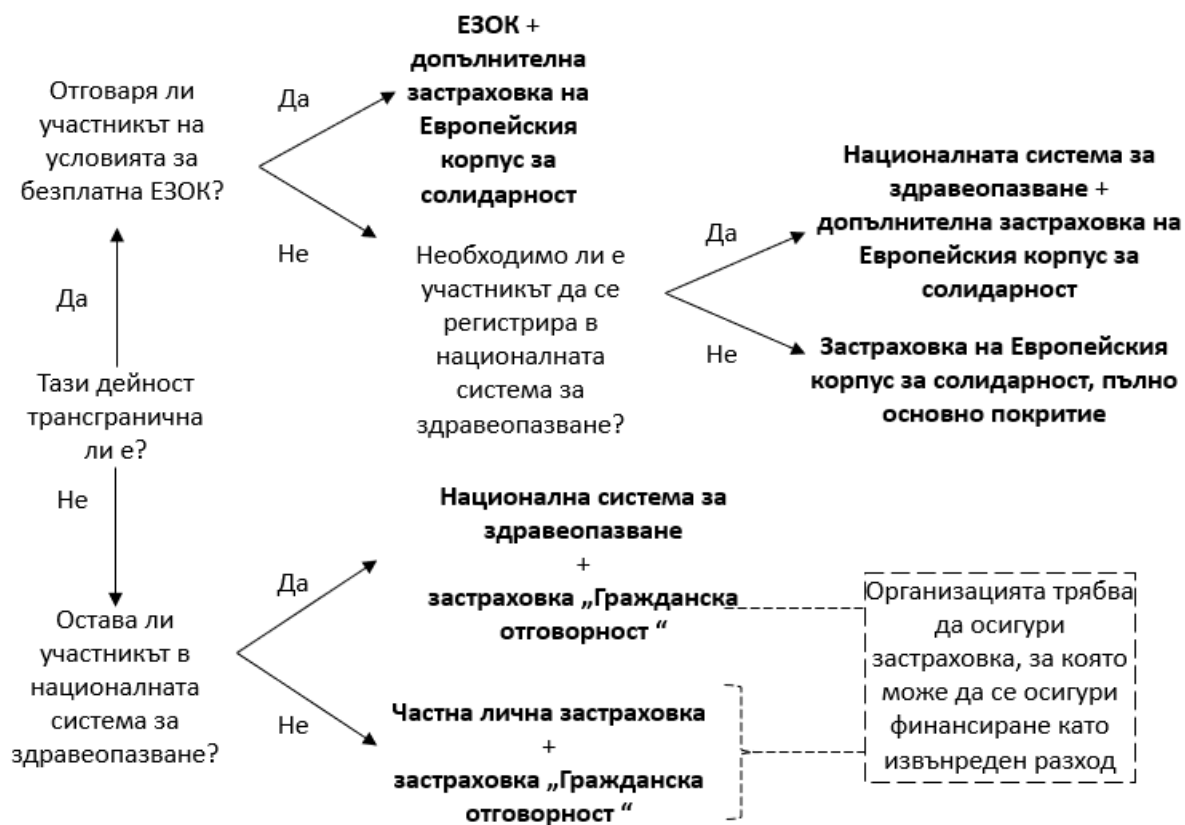 ЕЗОК +
допълнителна
застраховка на
Европейския
корпус за
солидарност
Отговаря ли
участникът на
условията за
безплатна ЕЗОК?
Да
Не
Националната система за
здравеопазване +
допълнителна застраховка на
Европейския корпус за
солидарност
Необходимо ли е
участникът да се
регистрира в
националната
система за
здравеопазване?
Да
Не
Застраховка на Европейския
корпус за солидарност, пълно
основно покритие
Да
Тази дейност
трансгранична
ли е?
Не
Национална система за
здравеопазване
+
застраховка „Гражданска
отговорност “
Да
Остава ли
участникът в
националната
система за
здравеопазване?
Не
Частна лична застраховка
+
застраховка „Гражданска
отговорност “
Организацията трябва
да осигури
застраховка, за която
може да се осигури
финансиране като
извънреден разход